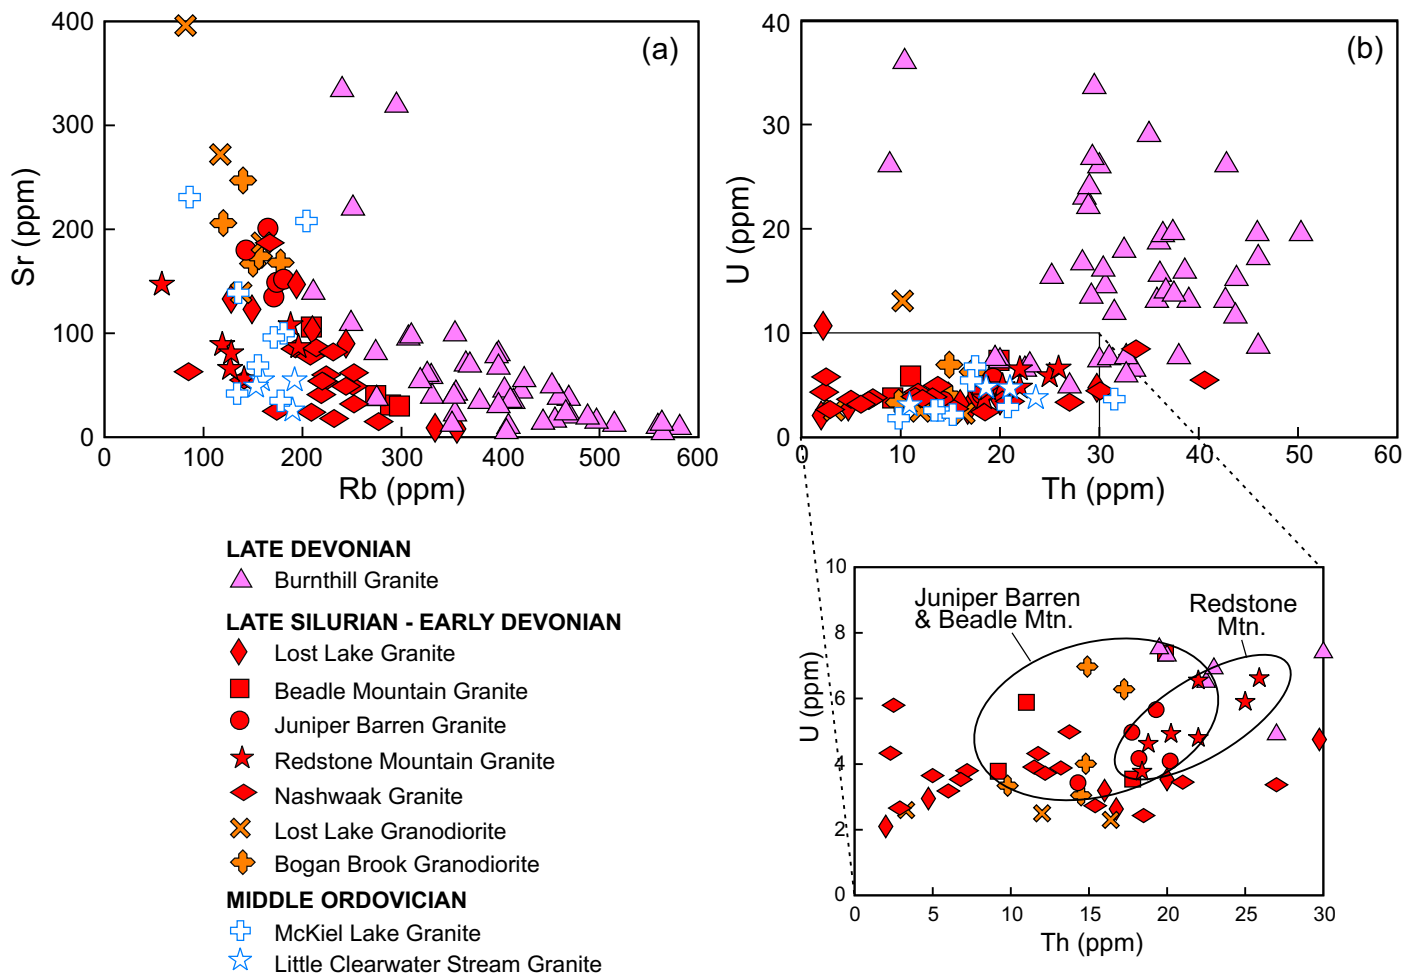 400
300
200
100
0
Sr (ppm)
(a)
0
100
200
300
400
500
600
Rb (ppm)
40
30
20
10
0
U (ppm)
(b)
0
10
20
30
40
50
60
Th (ppm)
LATE DEVONIAN
Burnthill Granite
LATE SILURIAN - EARLY DEVONIAN
Lost Lake Granite
Beadle Mountain Granite
Juniper Barren Granite
Redstone Mountain Granite
Nashwaak Granite
Lost Lake Granodiorite
Bogan Brook Granodiorite
MIDDLE ORDOVICIAN
McKiel Lake Granite
Little Clearwater Stream Granite
10
8
6
4
2
0
U (ppm)
Juniper Barren
& Beadle Mtn.
Redstone
Mtn.
0
5
10
15
20
25
30
Th (ppm)